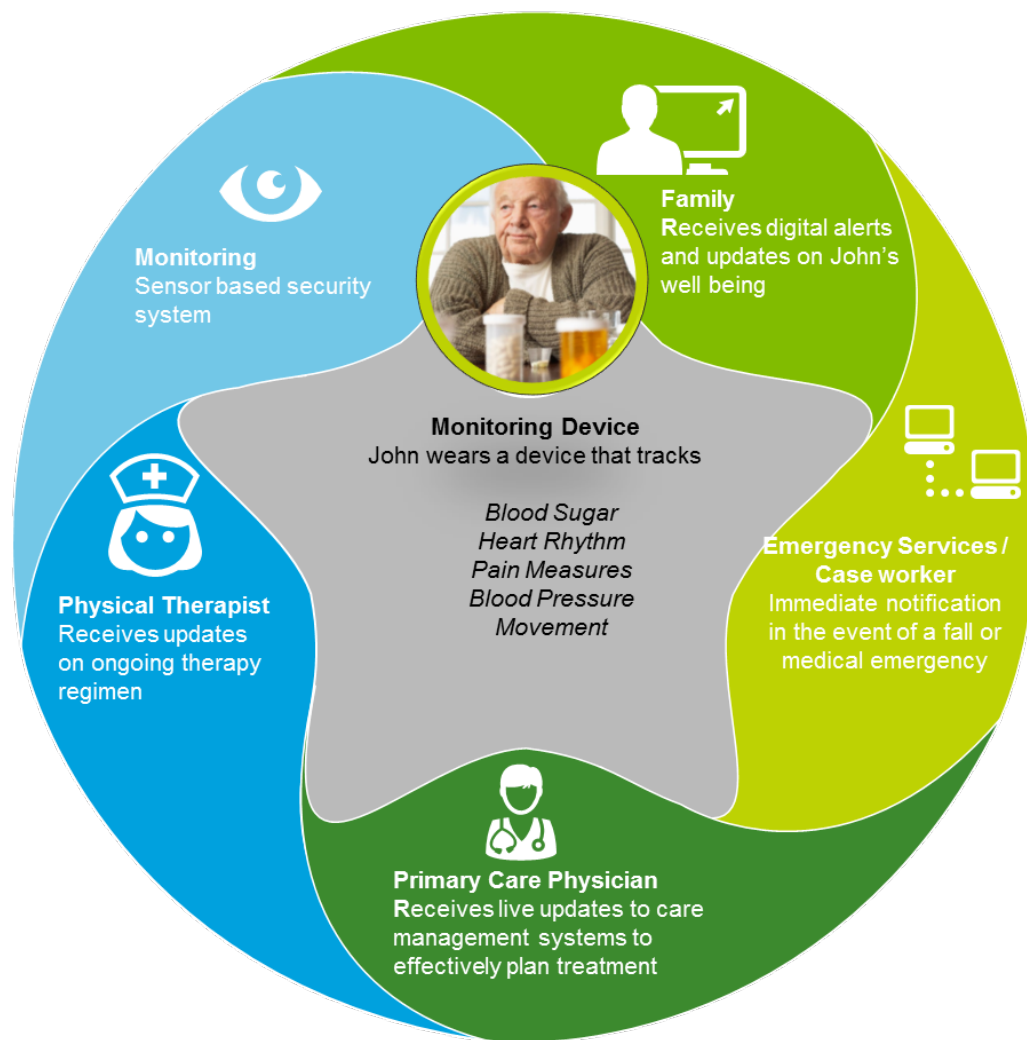 Family
Receives digital alerts
and updates on John's
well being
Monitoring
Sensor based security
system
Monitoring Device
John wears a device that tracks
Blood Sugar
Heart Rhythm
Pain Measures
Blood Pressure
Movement
Emergency Services /
Case worker
Immediate notification
in the event of a fall or
medical emergency
Physical Therapist
Receives updates
on ongoing therapy
regimen
Primary Care Physician
Receives live updates to care
management systems to
effectively plan treatment